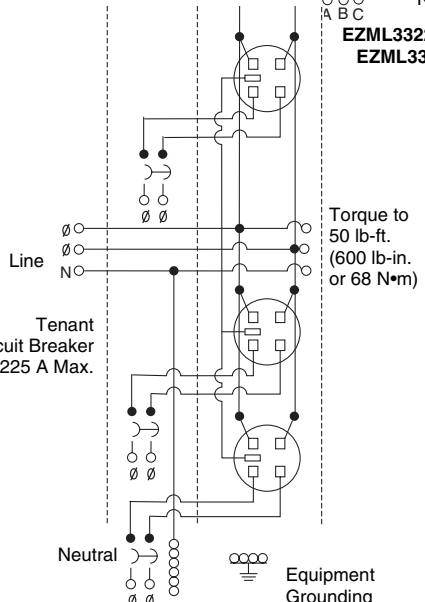 A B C
EZML332
EZML33
ø
ø
Line
ø
ø
N
Torque to
50 lb-ft.
(600 lb-in.
or 68 N•m)
Tenant
cuit Breaker
225 A Max.
ø
ø
Neutral
ø
ø
Equipment
Grounding